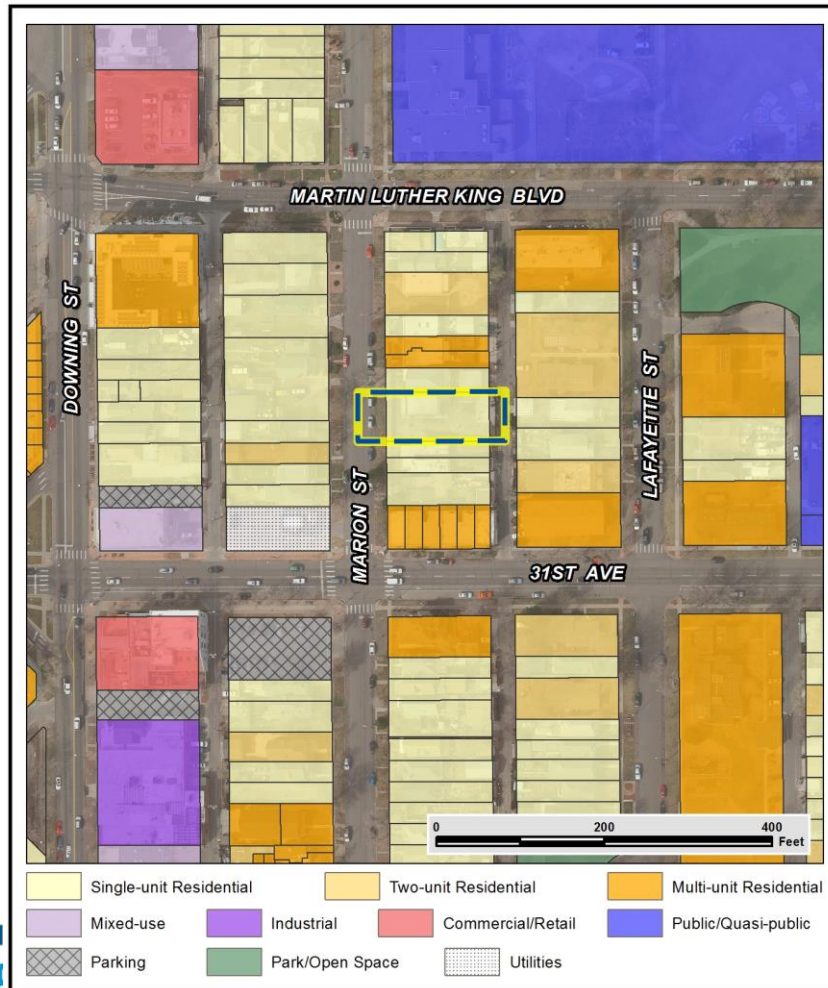 MARTIN LUTHER KING BLVD
DOWNING ST
MARION ST
LAFAYETTE ST
31ST AVE
0 200 400
Feet
Single-unit Residential Two-unit Residential Multi-unit Residential
Mixed-use Industrial Commercial/Retail Public/Quasi-public
Parking Park/Open Space Utilities